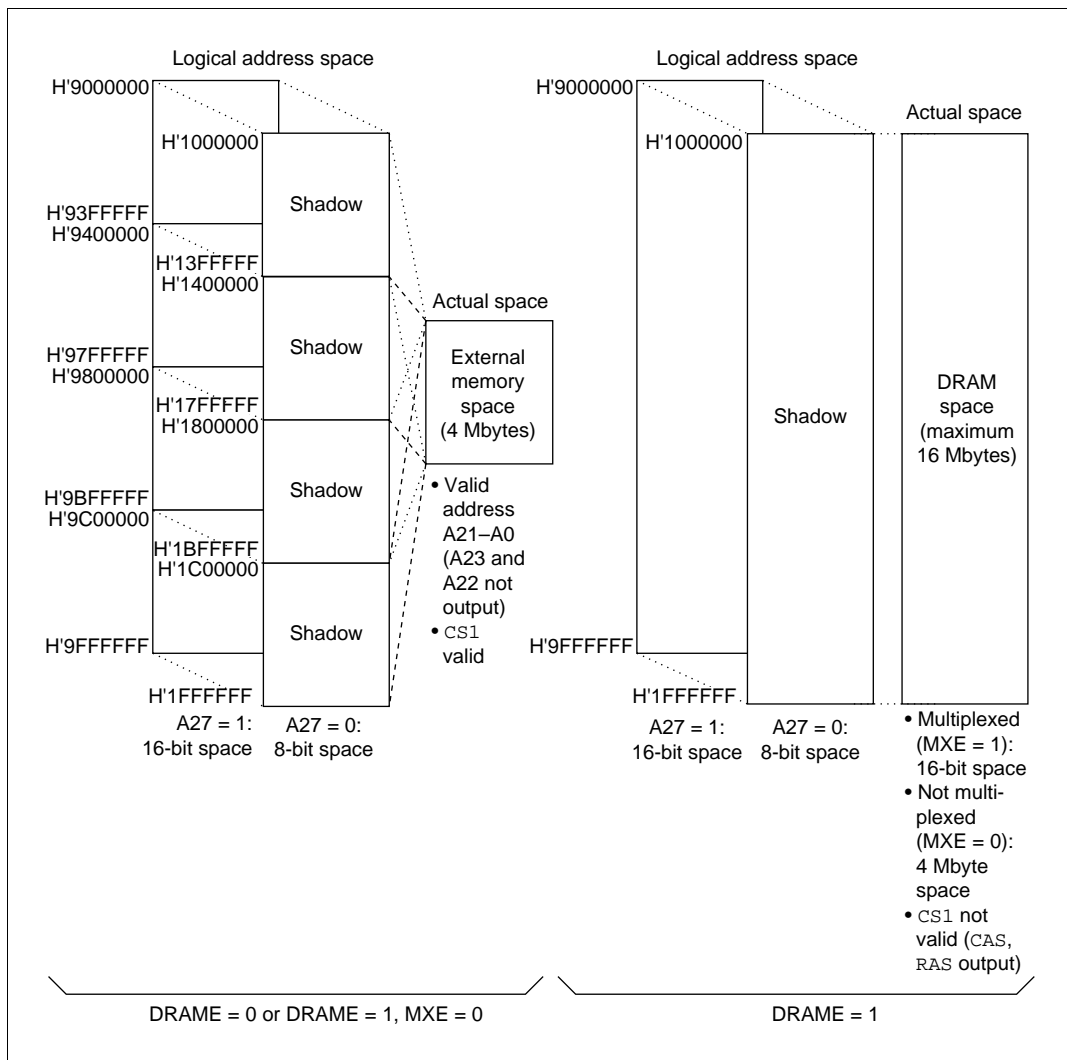 Logical address space
H'9000000
H'1000000
Shadow
H'93FFFFF
H'9400000
H'13FFFFF
H'1400000
Shadow
H'97FFFFF
H'9800000
H'17FFFFF
H'1800000
Shadow
H'9BFFFFF
H'9C00000
H'1BFFFFF
H'1C00000
Shadow
H'9FFFFFF
H'1FFFFFF
A27 = 1:
16-bit space
A27 = 0:
8-bit space
Actual space
External
memory
space
(4 Mbytes)
• Valid
address
A21–A0
(A23 and
A22 not
output)
• CS1
valid
DRAME = 0 or DRAME = 1, MXE = 0
Logical address space
H'9000000
H'1000000
Shadow
H'9FFFFFF
H'1FFFFFF
A27 = 1:
16-bit space
A27 = 0:
8-bit space
Actual space
DRAM
space
(maximum
16 Mbytes)
• Multiplexed
(MXE = 1):
16-bit space
• Not multi-
plexed
(MXE = 0):
4 Mbyte
space
• CS1 not
valid (CAS,
RAS output)
DRAME = 1